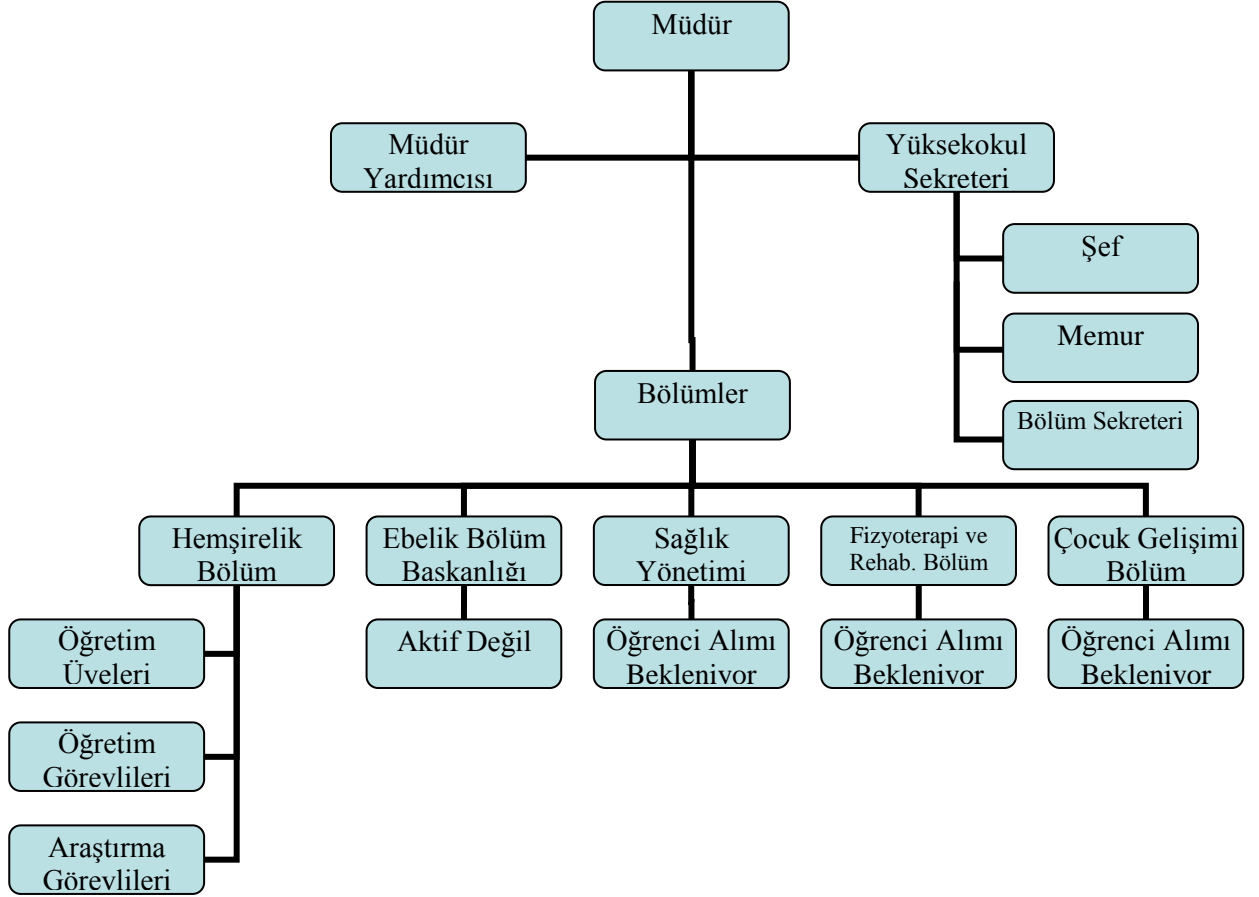 Müdür
Müdür
Yardımcısı
Yüksekokul
Sekreteri
Şef
Memur
Bölüm Sekreteri
Bölümler
Hemşirelik
Bölüm
Ebelik Bölüm
Başkanlığı
Sağlık
Yönetimi
Fizyoterapi ve
Rehab. Bölüm
Çocuk Gelişimi
Bölüm
Öğretim
Üyeleri
Aktif Değil
Öğrenci Alımı
Bekleniyor
Öğrenci Alımı
Bekleniyor
Öğrenci Alımı
Bekleniyor
Öğretim
Görevlileri
Araştırma
Görevlileri